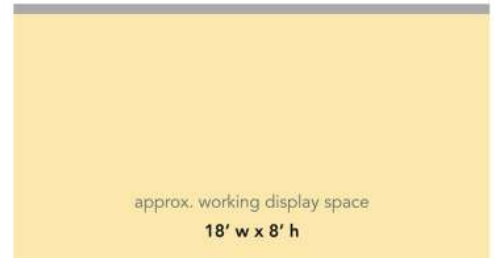 approx. working display space
18' w x 8' h